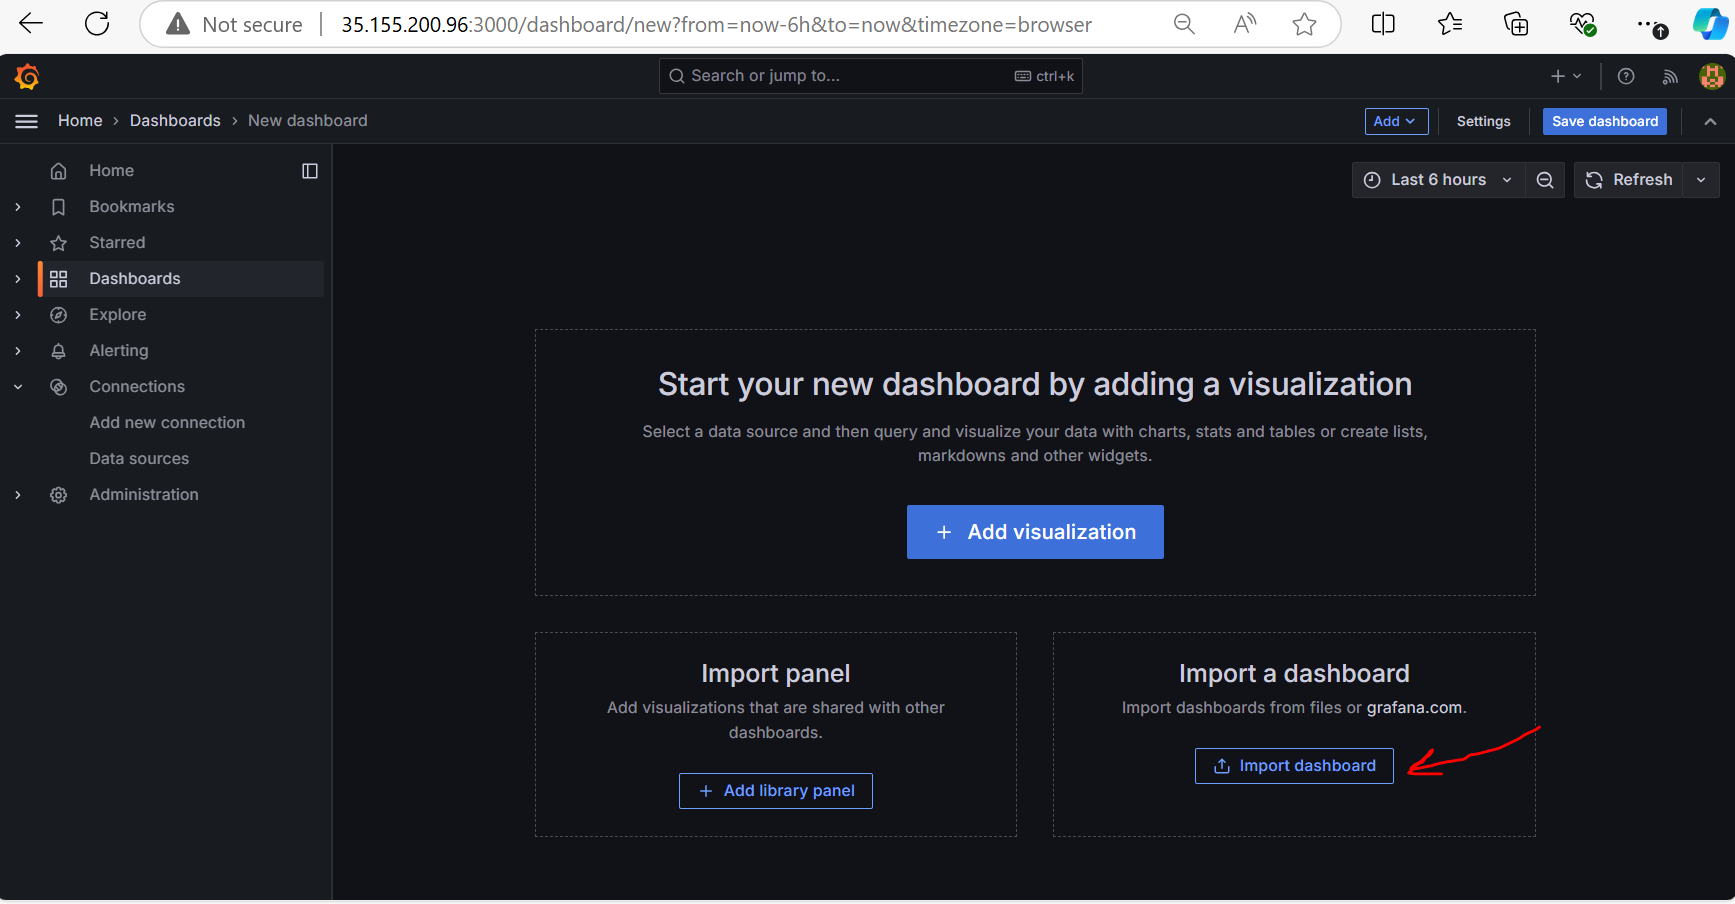 Not secure
35.155.200.96:3000/dashboard/new?from=now-6h&to=now&timezone=browser
Search or jump to...
ctrl+k
Home › Dashboards › New dashboard
Add
Settings
Save dashboard
Home
Bookmarks
Starred
Dashboards
Explore
Alerting
Connections
Add new connection
Data sources
Administration
Last 6 hours
Refresh
Start your new dashboard by adding a visualization
Select a data source and then query and visualize your data with charts, stats and tables or create lists,
markdowns and other widgets.
+ Add visualization
Import panel
Add visualizations that are shared with other
dashboards.
+ Add library panel
Import a dashboard
Import dashboards from files or grafana.com.
Import dashboard